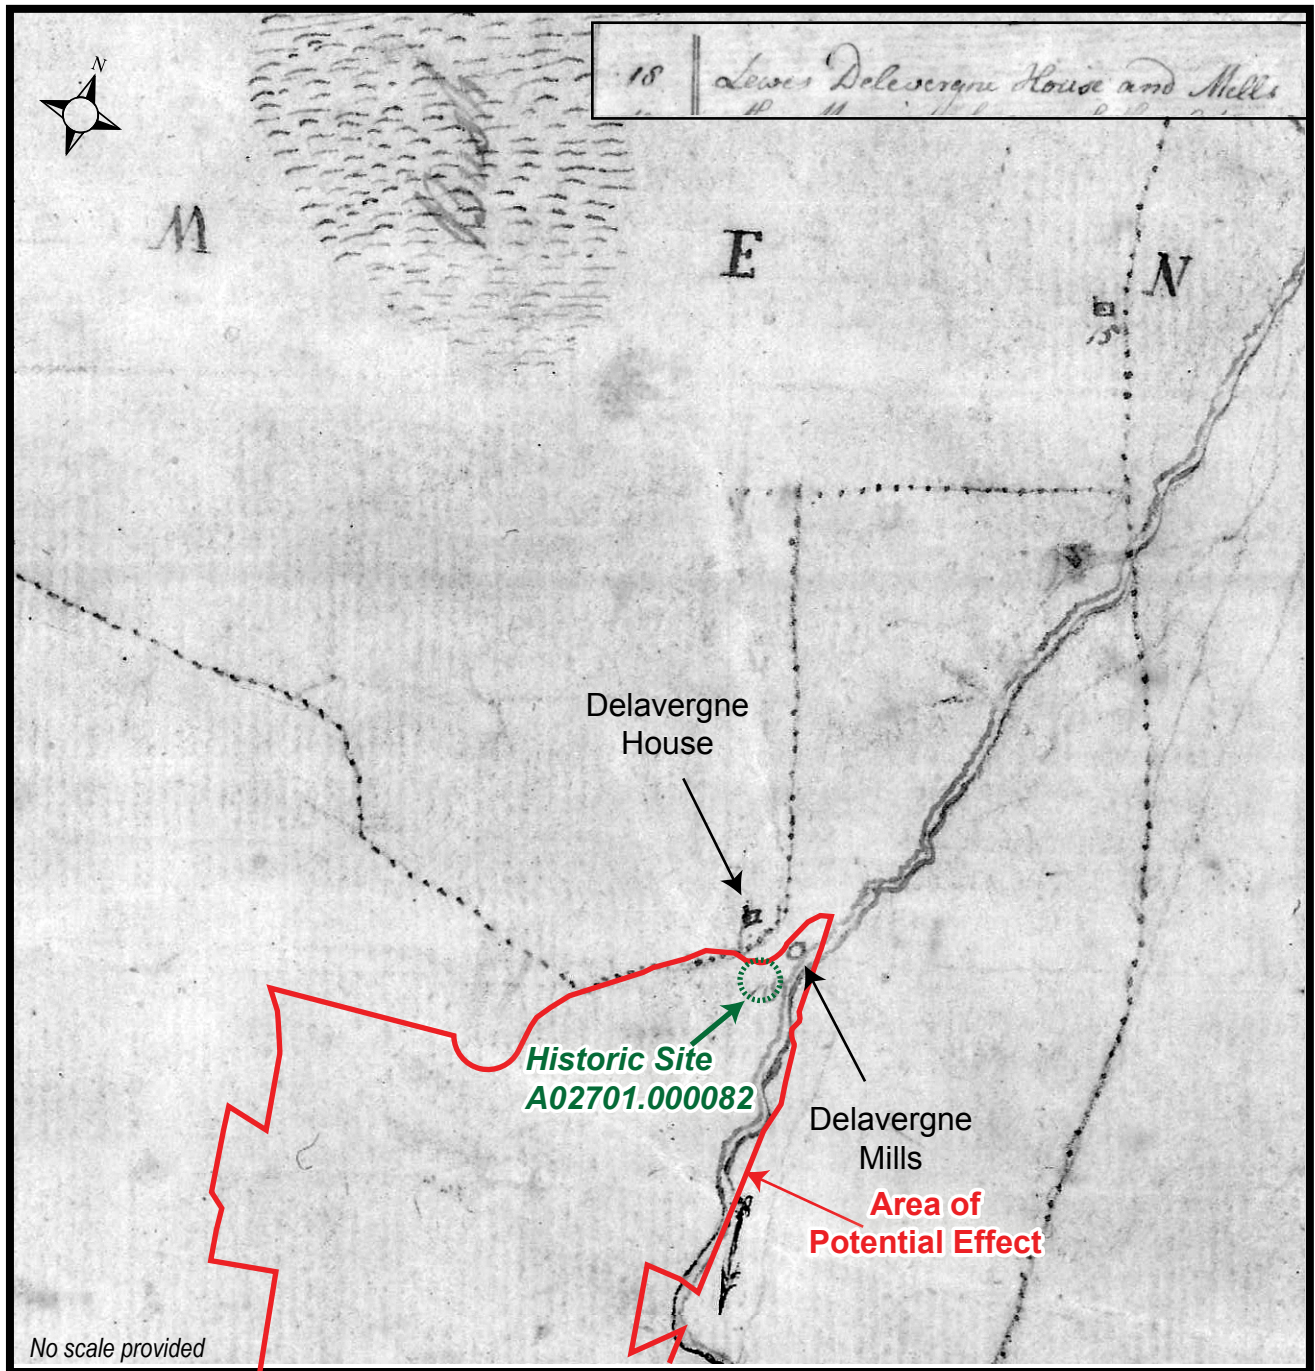 N
18 Lewis Delevergne House and Mills
M
E
N
15
Delavergne
House
Historic Site
A02701.000082
Delavergne
Mills
Area of
Potential Effect
No scale provided